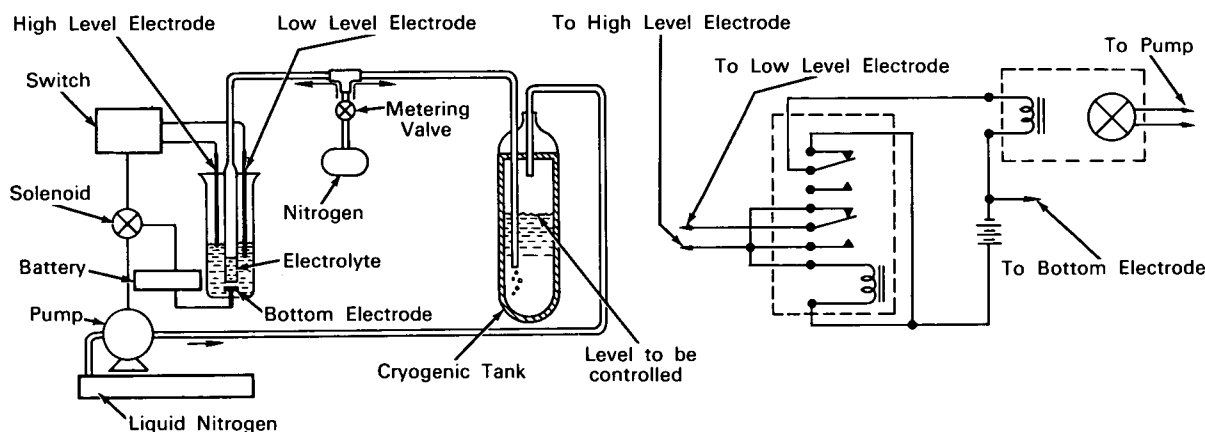 High Level Electrode
Low Level Electrode
Switch
Metering
Valve
Nitrogen
Solenoid
Battery
Electrolyte
Pump
Bottom Electrode
Cryogenic Tank
Level to be
controlled
Liquid Nitrogen
To High Level
Electrode
To Low Level
Electrode
To Pump
To Bottom Electrode